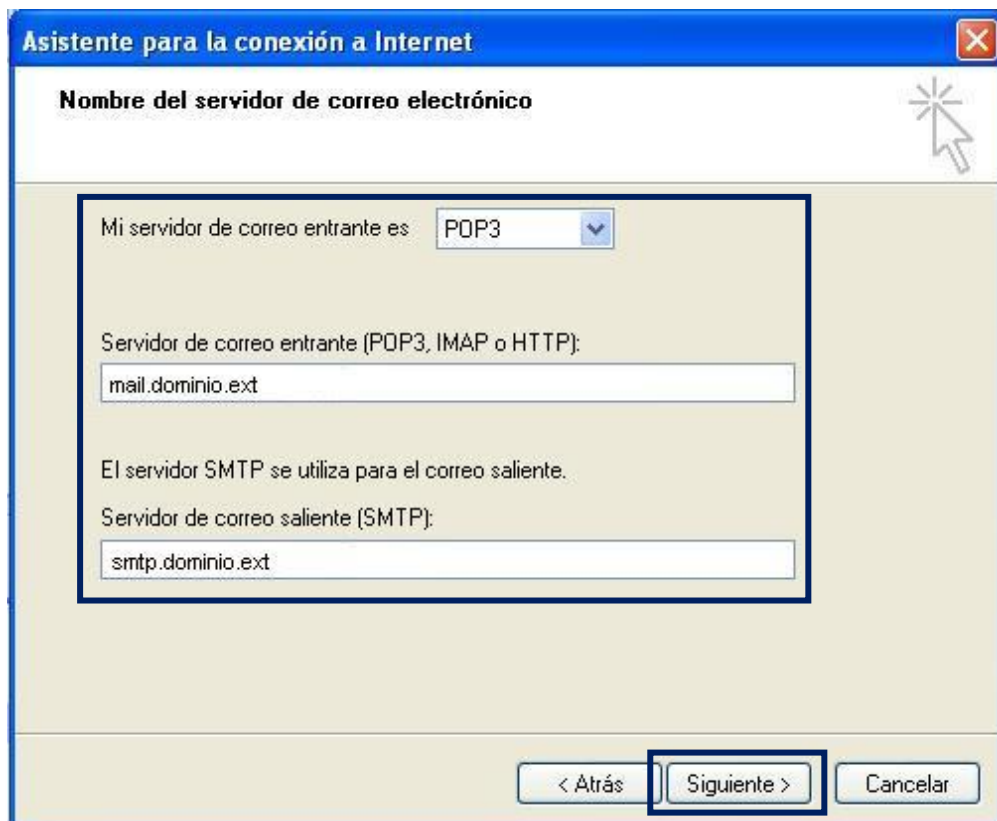 Asistente para la conexión a Internet
Nombre del servidor de correo electrónico
Mi servidor de correo entrante es POP3
Servidor de correo entrante (POP3, IMAP o HTTP):
mail.dominio.ext
El servidor SMTP se utiliza para el correo saliente.
Servidor de correo saliente (SMTP):
smtp.dominio.ext
< Atrás Siguiente > Cancelar